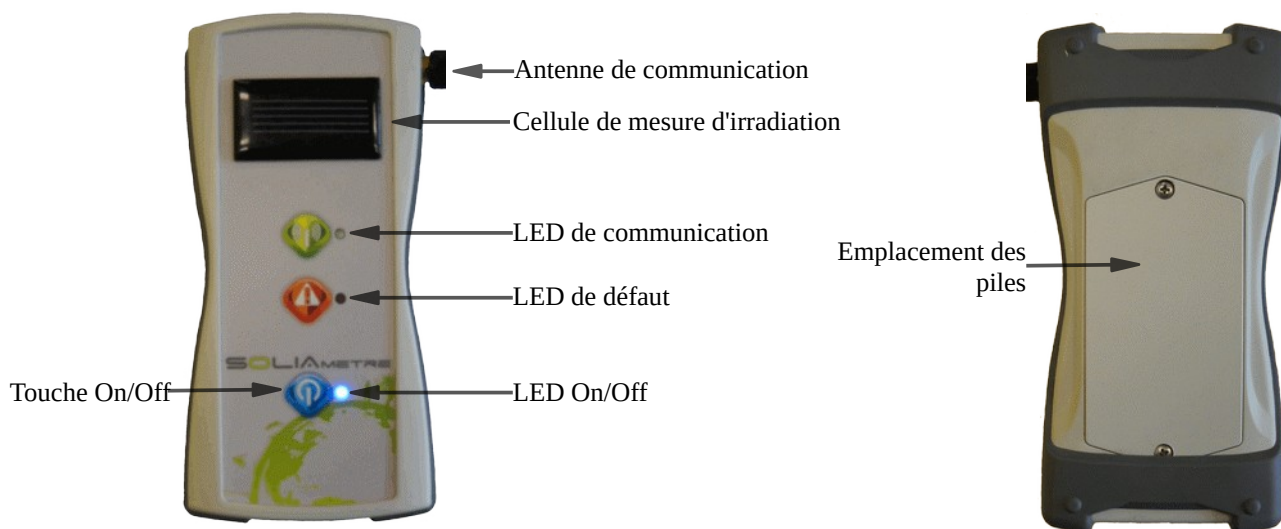 Antenne de communication
Cellule de mesure d'irradiation
LED de communication
Emplacement des
piles
LED de défaut
SOLIAMETRE
Touche On/Off
LED On/Off